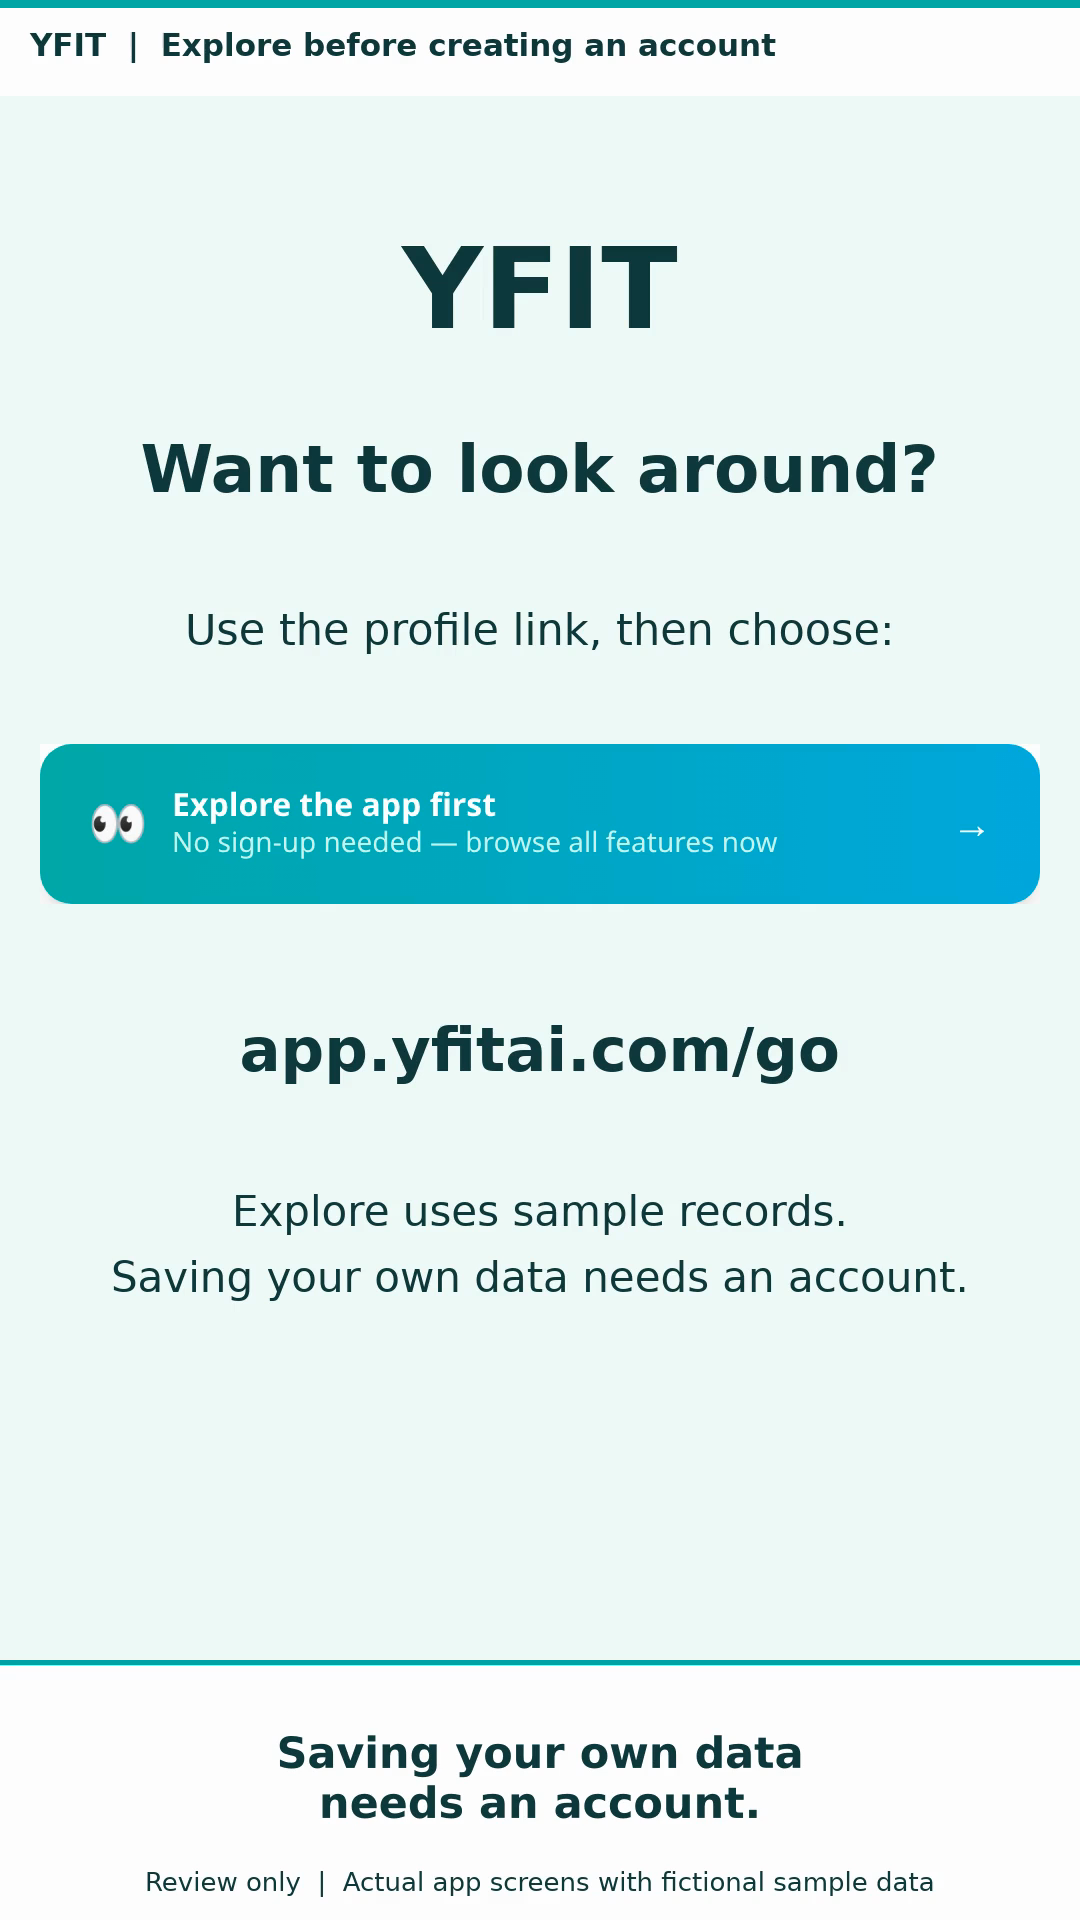 YFIT | Explore before creating an account
YFIT
Want to look around?
Use the profile link, then choose:
Explore the app first
No sign-up needed — browse all features now
→
app.yfitai.com/go
Explore uses sample records.
Saving your own data needs an account.
Saving your own data
needs an account.
Review only | Actual app screens with fictional sample data